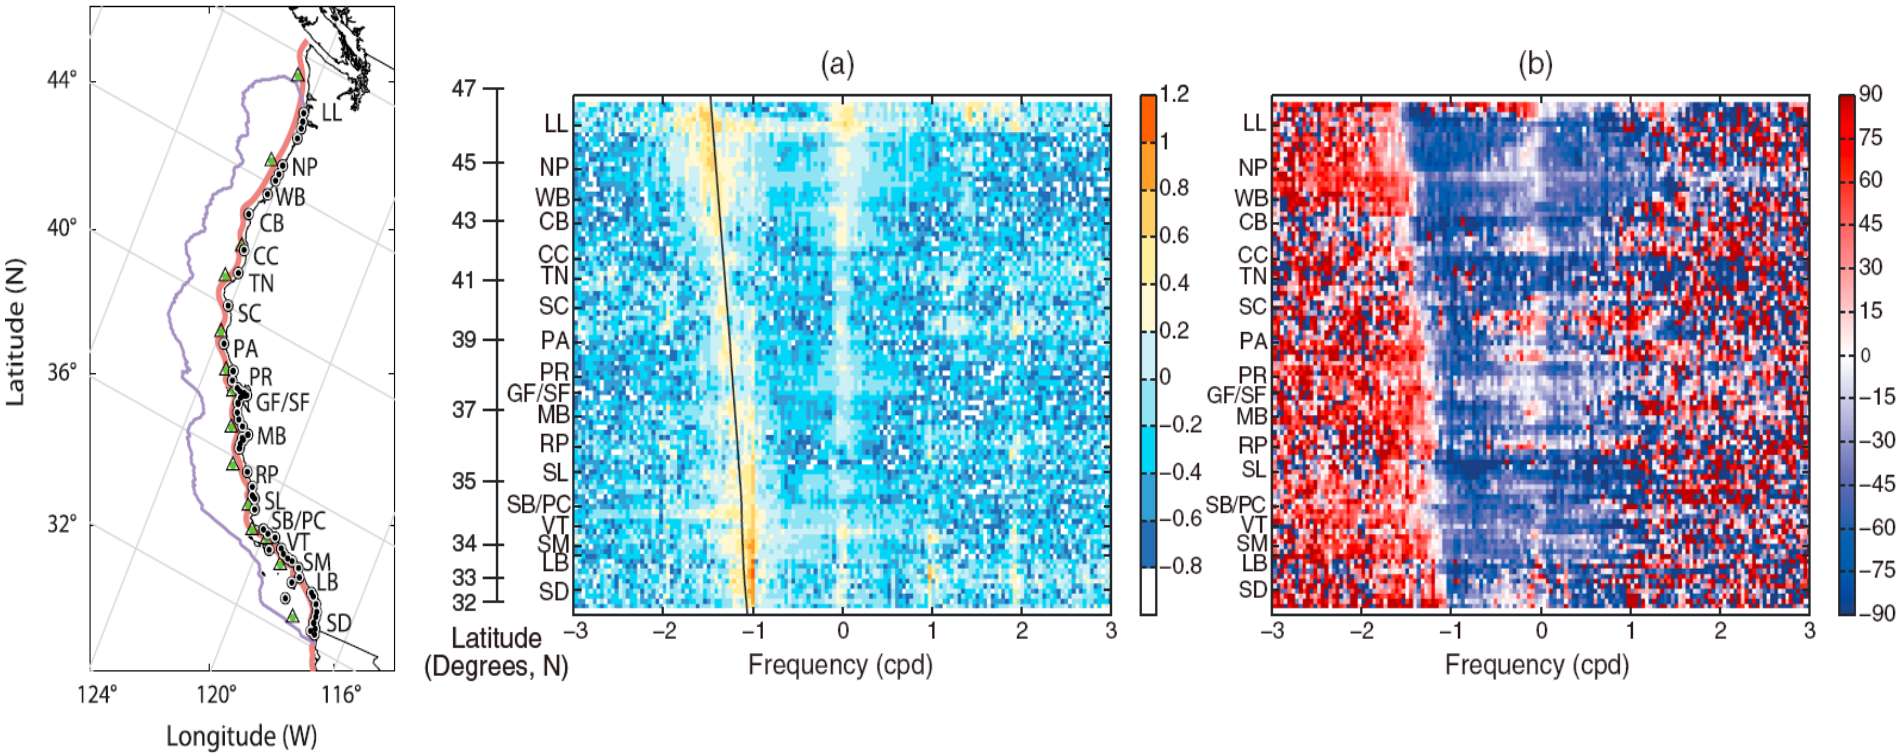 Latitude (N)
44°
40°
36°
32°
124°
120°
116°
Longitude (W)
LL
NP
WB
CB
CC
TN
SC
PA
PR
GF/SF
MB
RP
SL
SB/PC
VT
SM
LB
SD
47
45
43
41
39
37
35
34
33
32
Latitude
(Degrees, N)
(a)
LL
NP
WB
CB
CC
TN
SC
PA
PR
GF/SF
MB
RP
SL
SB/PC
VT
SM
LB
SD
−3
−2
−1
0
1
2
3
Frequency (cpd)
1.2
1
0.8
0.6
0.4
0.2
0
−0.2
−0.4
−0.6
−0.8
(b)
LL
NP
WB
CB
CC
TN
SC
PA
PR
GF/SF
MB
RP
SL
SB/PC
VT
SM
LB
SD
−3
−2
−1
0
1
2
3
Frequency (cpd)
90
75
60
45
30
15
0
−15
−30
−45
−60
−75
−90